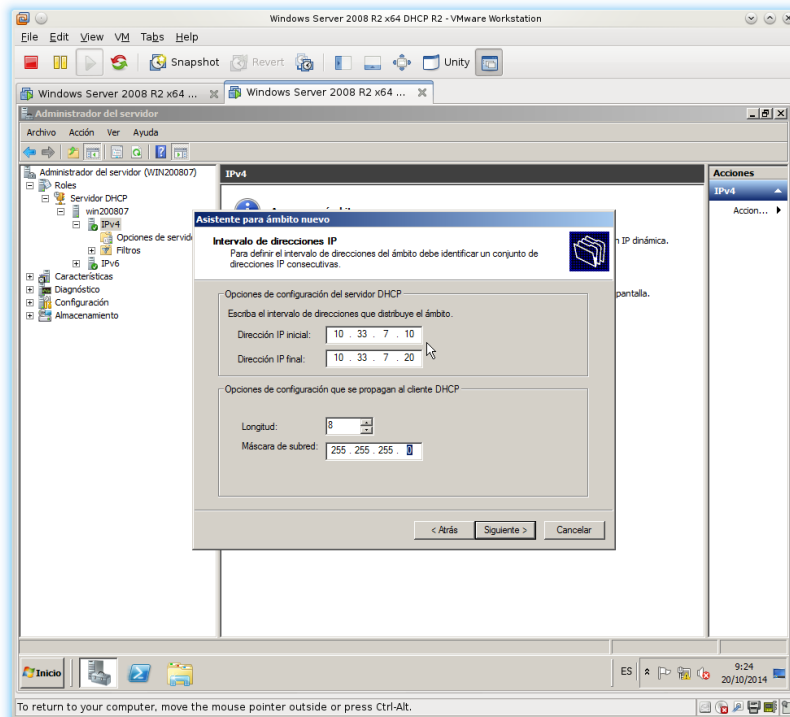 Windows Server 2008 R2 x64 DHCP R2 - VMware Workstation
File Edit View VM Tabs Help
Snapshot Revert Unity
Windows Server 2008 R2 x64 ... Windows Server 2008 R2 x64 ...
Administrador del servidor
Archivo Acción Ver Ayuda
Administrador del servidor (WIN200807)
Roles
Servidor DHCP
win200807
IPv4
Opciones de servid
Filtros
IPv6
Características
Diagnóstico
Configuración
Almacenamiento
IPv4
n IP dinámica.
pantalla.
Acciones
IPv4
Accion...
Asistente para ámbito nuevo
Intervalo de direcciones IP
Para definir el intervalo de direcciones del ámbito debe identificar un conjunto de
direcciones IP consecutivas.
Opciones de configuración del servidor DHCP
Escriba el intervalo de direcciones que distribuye el ámbito.
Dirección IP inicial: 10 . 33 . 7 . 10
Dirección IP final: 10 . 33 . 7 . 20
Opciones de configuración que se propagan al cliente DHCP
Longitud: 8
Máscara de subred: 255 . 255 . 255 . 0
< Atrás Siguiente > Cancelar
Inicio
ES
9:24
20/10/2014
To return to your computer, move the mouse pointer outside or press Ctrl-Alt.